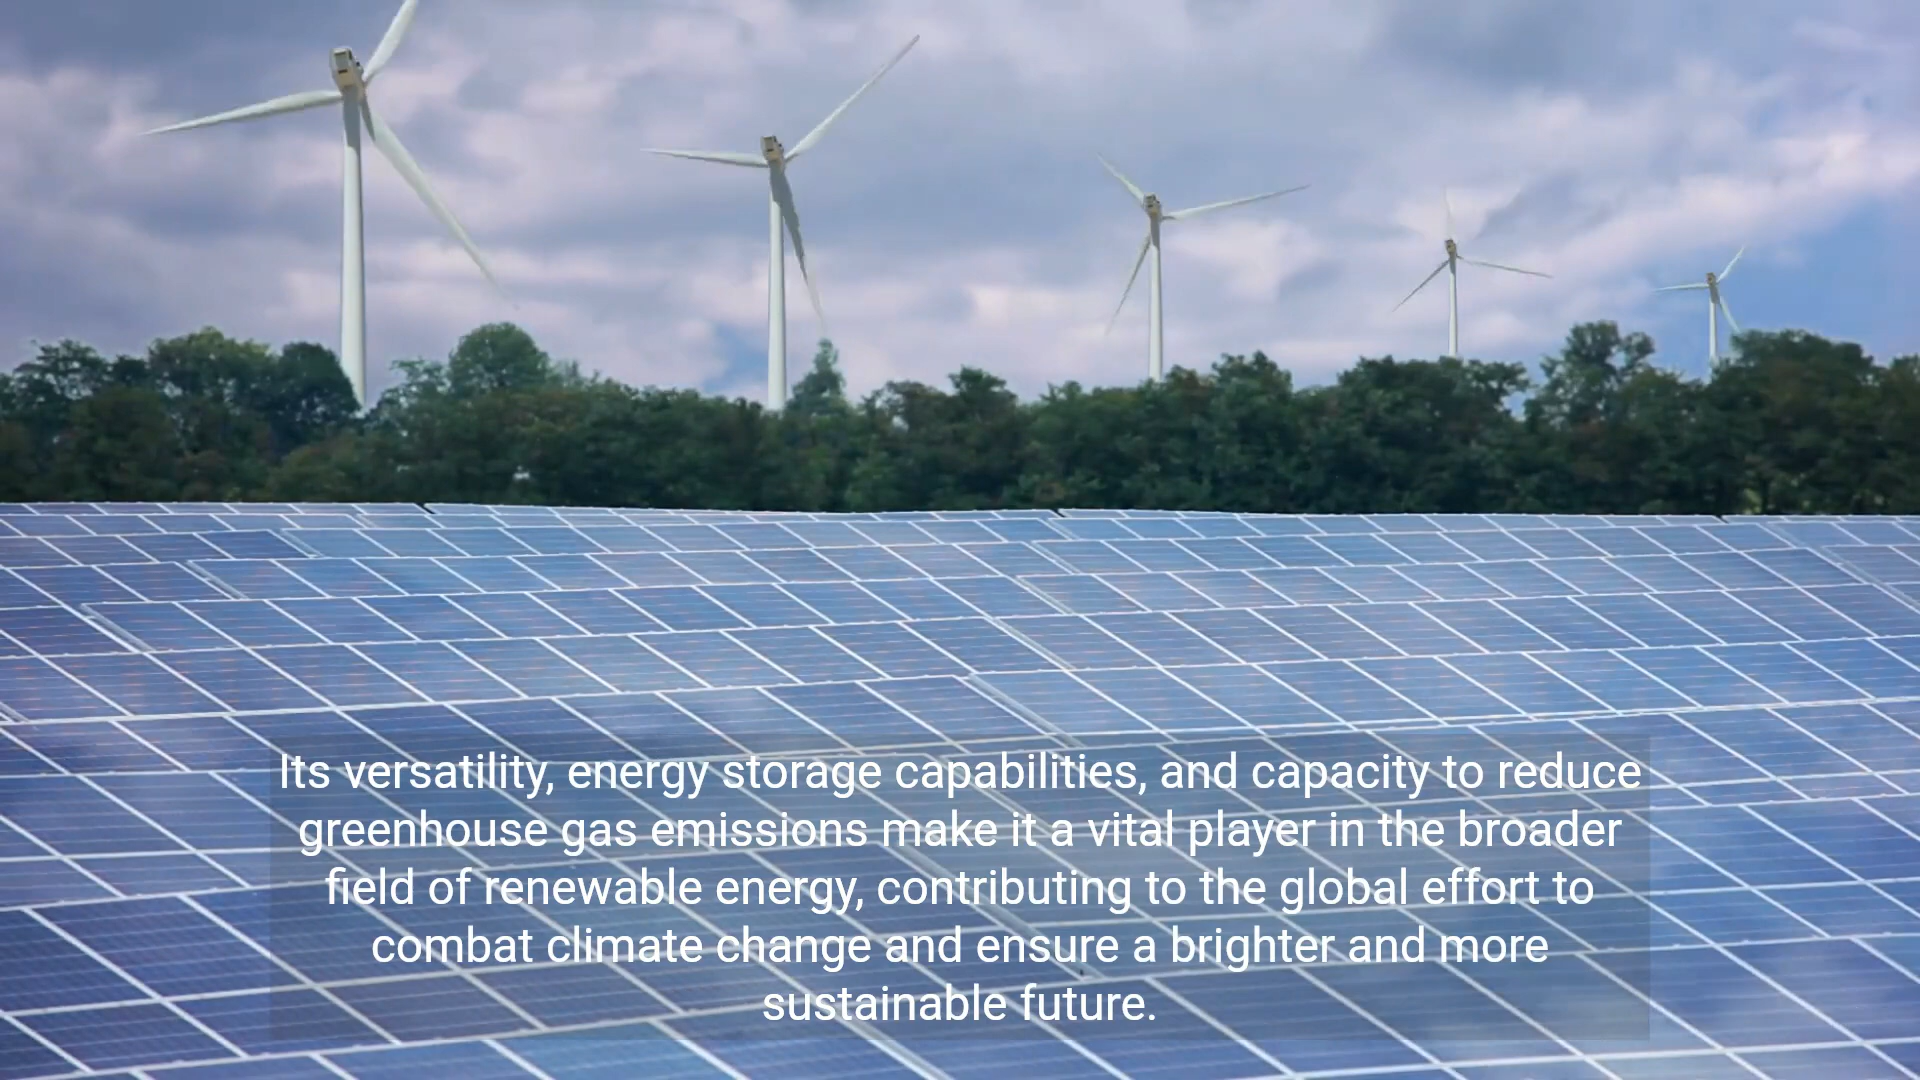 Its versatility, energy storage capabilities, and capacity to reduce
greenhouse gas emissions make it a vital player in the broader
field of renewable energy, contributing to the global effort to
combat climate change and ensure a brighter and more
sustainable future.